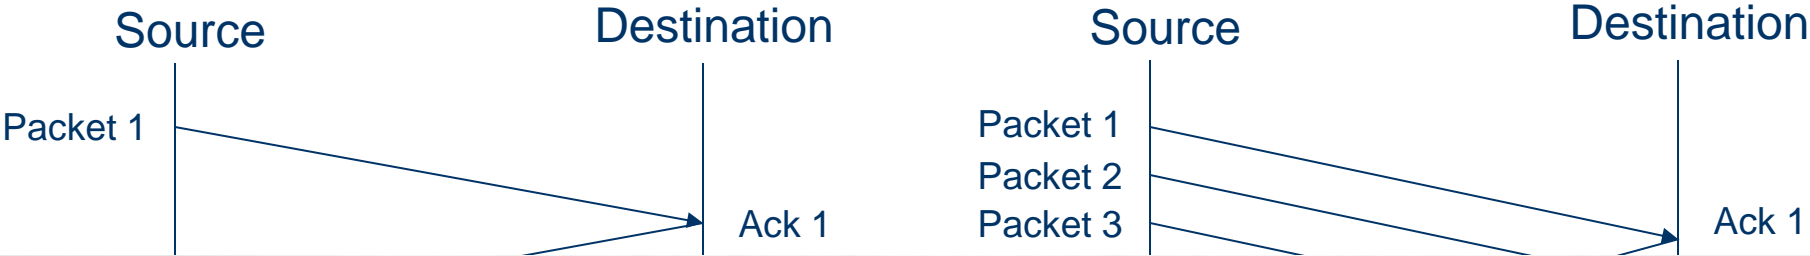 Source
Destination
Packet 1
Ack 1
Source
Destination
Packet 1
Packet 2
Packet 3
Ack 1